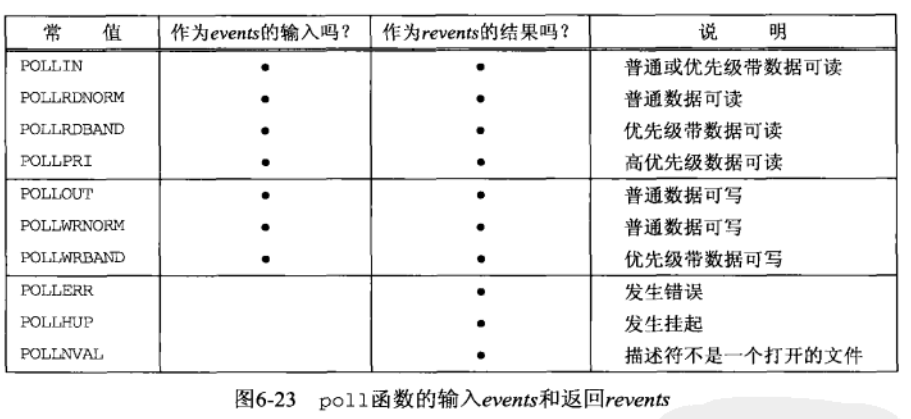 常 值 作为events的输入吗? 作为revents的结果吗? 说 明
POLLIN • • 普通或优先级带数据可读
POLLRDNORM • • 普通数据可读
POLLRDBAND • • 优先级带数据可读
POLLPRI • • 高优先级数据可读
POLLOUT • • 普通数据可写
POLLWRNORM • • 普通数据可写
POLLWRBAND • • 优先级带数据可写
POLLERR • 发生错误
POLLHUP • 发生挂起
POLLNVAL • 描述符不是一个打开的文件
图6-23 poll函数的输入events和返回revents